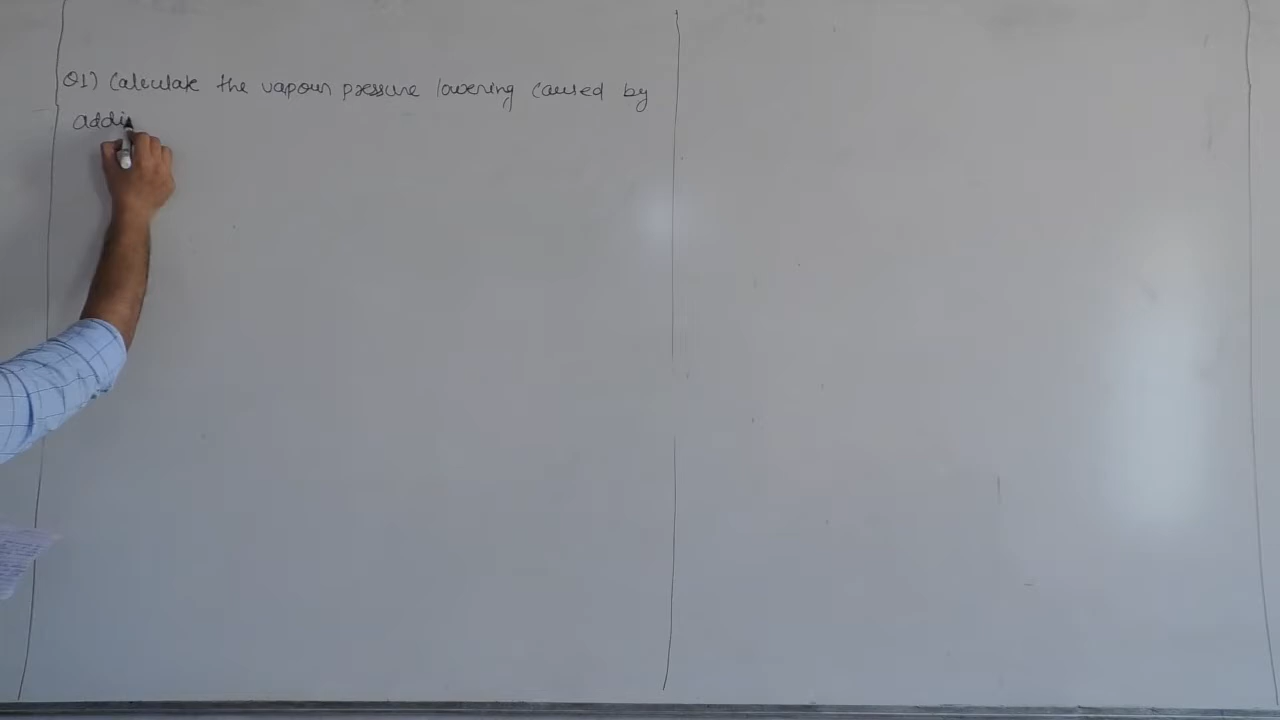 Q1) Calculate the vapour pressure lowering caused by
addi